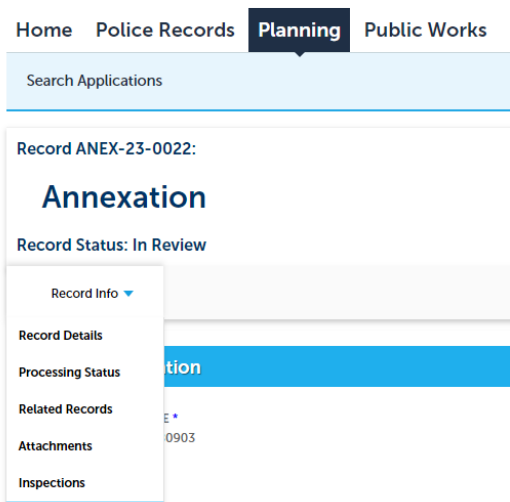 Home Police Records Planning Public Works
Search Applications
Record ANEX-23-0022:
Annexation
Record Status: In Review
Record Info
Record Details
Processing Status
tion
Related Records
E *
Attachments
0903
Inspections